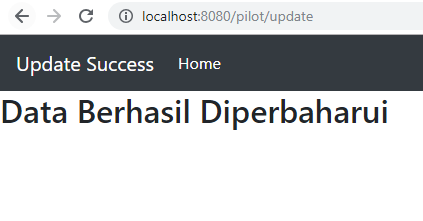 localhost:8080/pilot/update
Update Success Home
Data Berhasil Diperbaharui